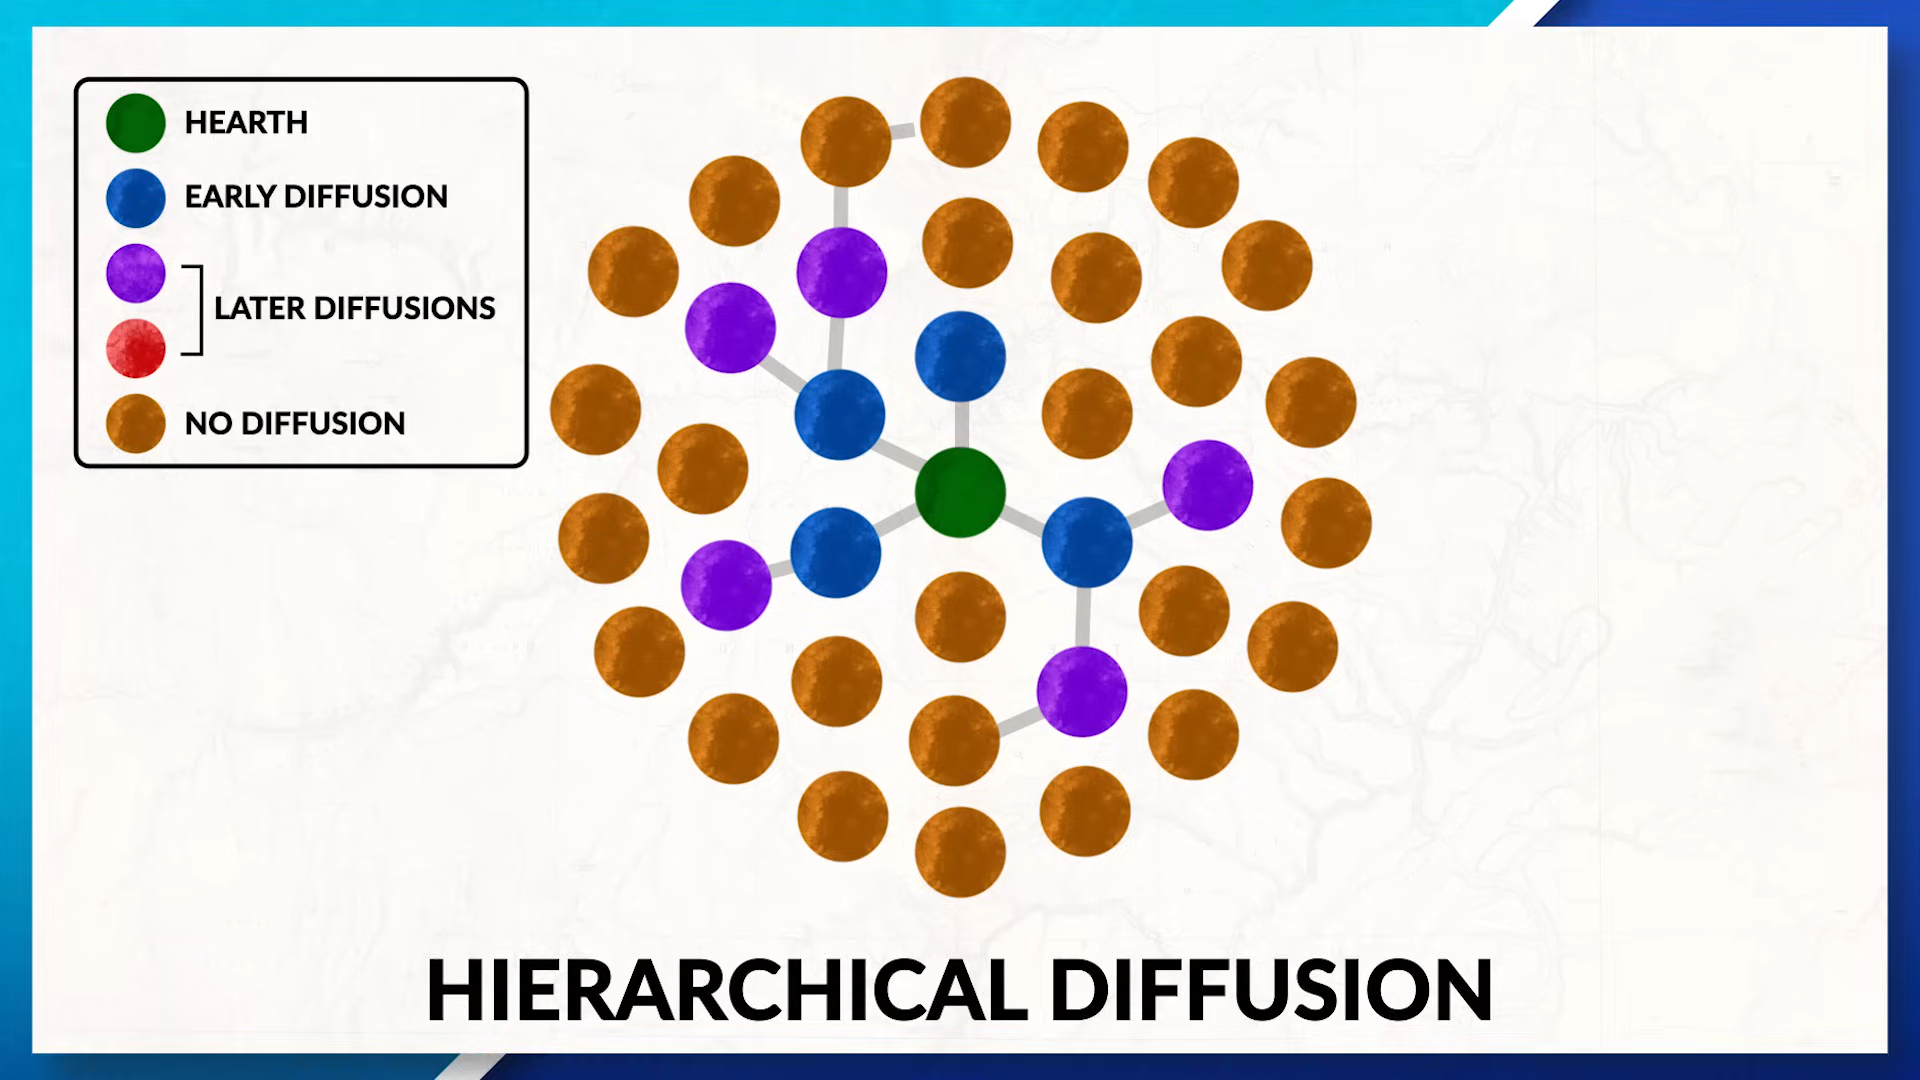 HEARTH
EARLY DIFFUSION
LATER DIFFUSIONS
NO DIFFUSION
HIERARCHICAL DIFFUSION